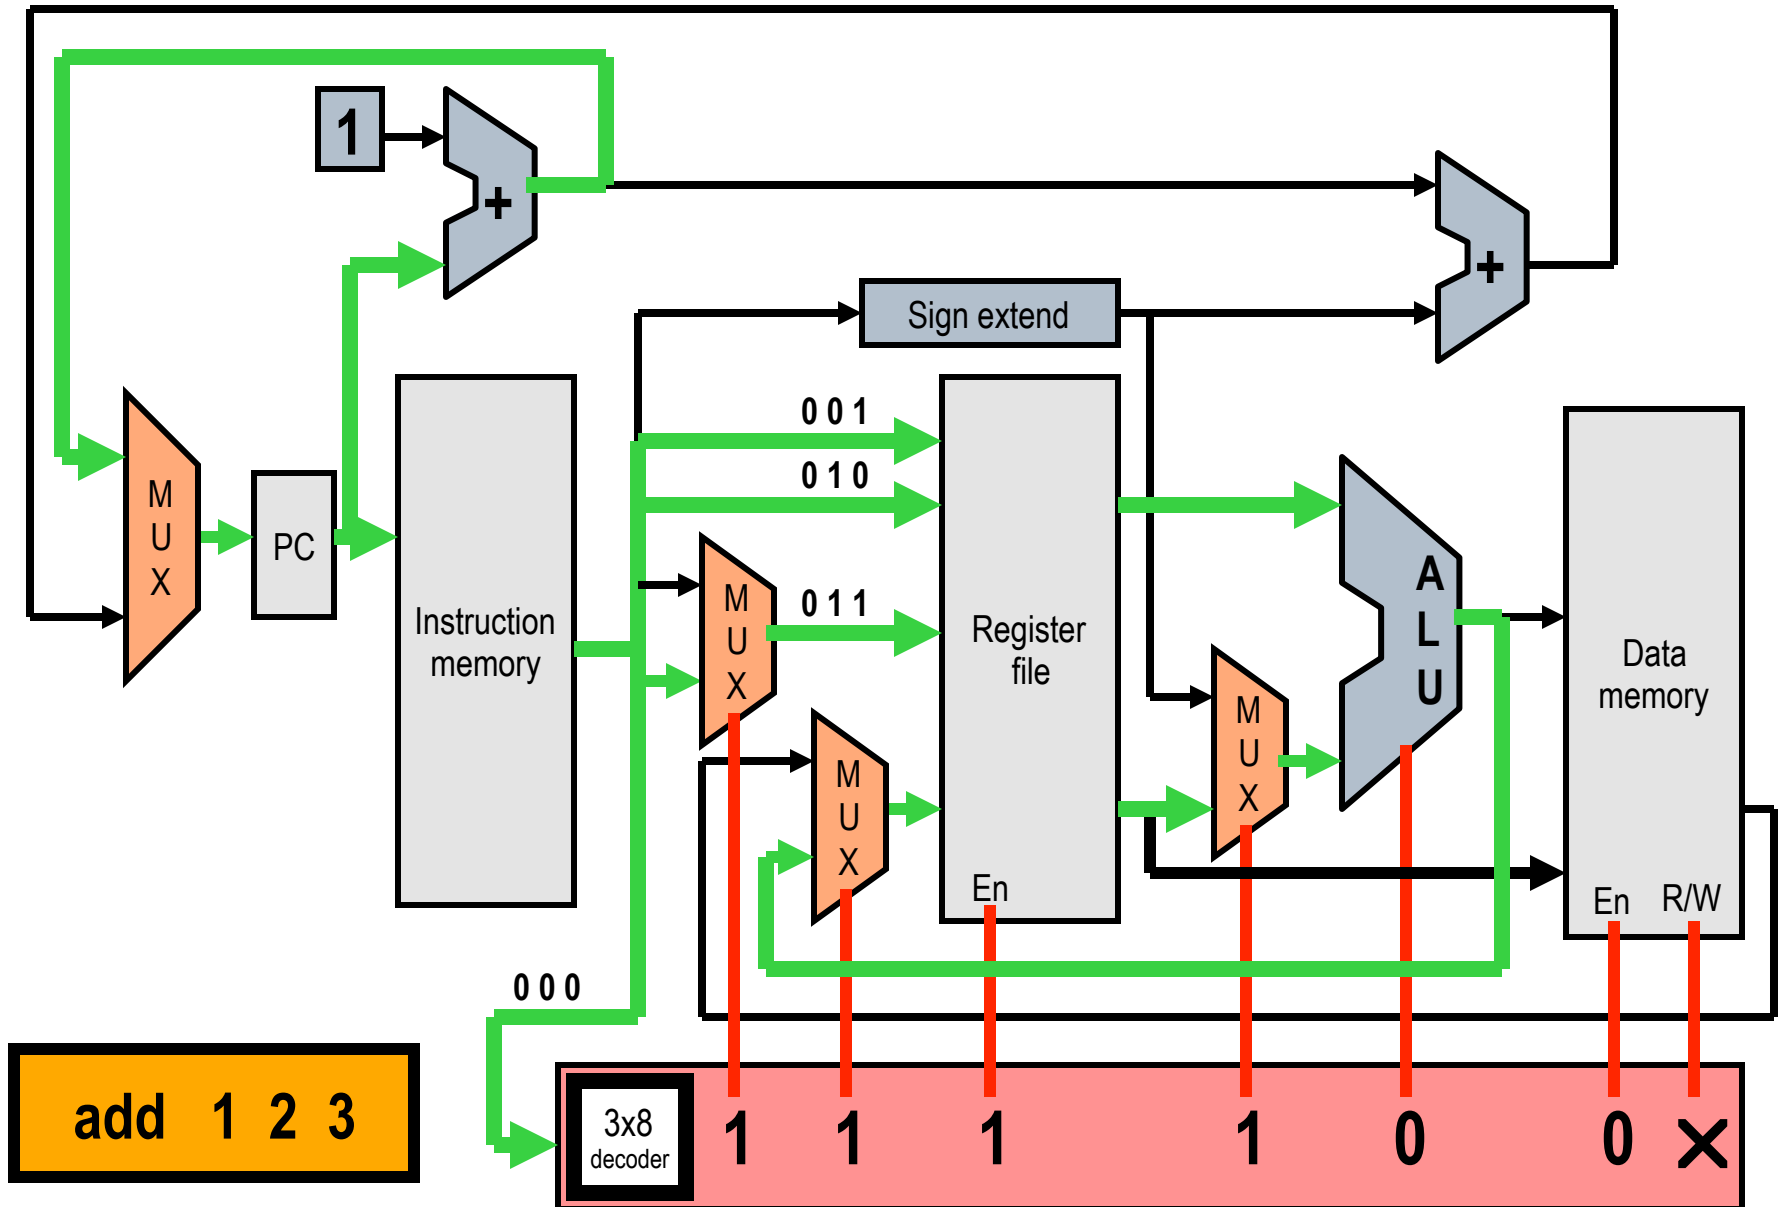 1
+
+
Sign extend
0 0 1
0 1 0
0 1 1
M
U
X
PC
Instruction
memory
M
U
X
M
U
X
Register
file
En
M
U
X
A
L
U
Data
memory
En
R/W
0 0 0
add 1 2 3
3x8
decoder
1 1 1 1 0 0 X